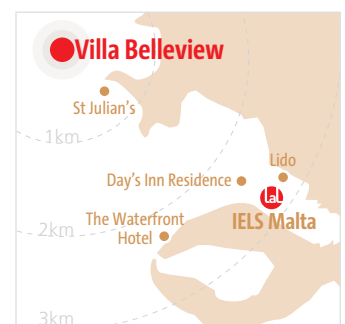 Villa Belleview
St Julian's
1km
Lido
Day's Inn Residence
LaL
IELS Malta
The Waterfront
Hotel
2km
3km